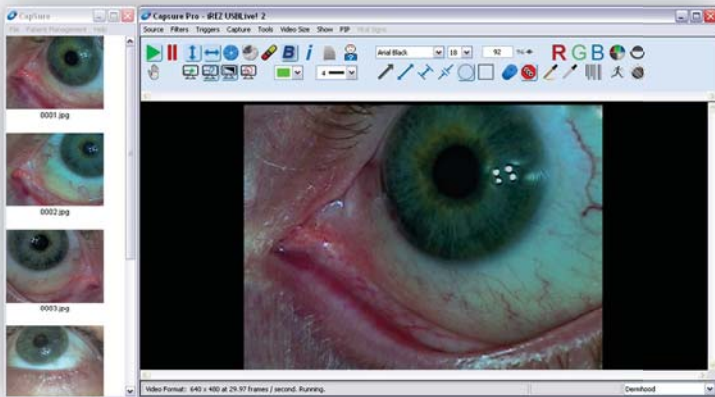 CapSure
File Patient Management Help
0001.jpg
0002.jpg
0003.jpg
Capsure Pro - iREZ USBLive! 2
Source Filters Triggers Capture Tools Video Size Show PIP
Arial Black 18 92 %
B i
R G B
4
Video Format: 640 x 480 at 29.97 frames / second. Running.
Dermhood